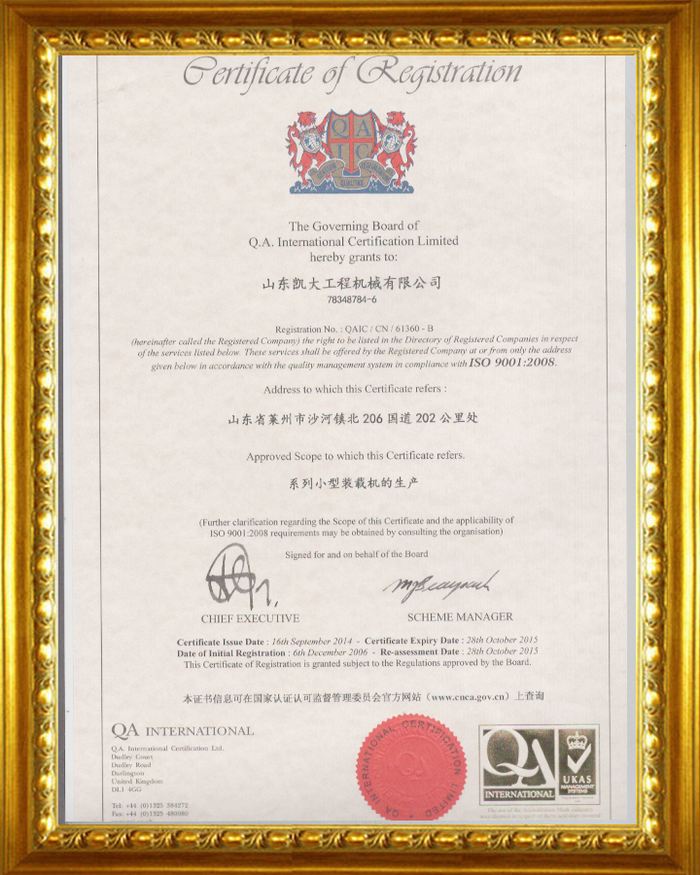 Certificate of Registration
QA
IC
The Governing Board of
Q.A. International Certification Limited
hereby grants to:
山东凯大工程机械有限公司
78348784-6
Registration No. : QAIC / CN / 61360 - B
(hereinafter called the Registered Company) the right to be listed in the Directory of Registered Companies in respect
of the services listed below. These services shall be offered by the Registered Company at or from only the address
given below in accordance with the quality management system in compliance with ISO 9001:2008.
Address to which this Certificate refers :
山东省莱州市沙河镇北 206 国道 202 公里处
Approved Scope to which this Certificate refers.
系列小型装载机的生产
(Further clarification regarding the Scope of this Certificate and the applicability of
ISO 9001:2008 requirements may be obtained by consulting the organisation)
Signed for and on behalf of the Board
CHIEF EXECUTIVE
SCHEME MANAGER
Certificate Issue Date : 16th September 2014 - Certificate Expiry Date : 28th October 2015
Date of Initial Registration : 6th December 2006 - Re-assessment Date : 28th October 2015
This Certificate of Registration is granted subject to the Regulations approved by the Board.
本证书信息可在国家认证认可监督管理委员会官方网站（www.cnca.gov.cn）上查询
QA INTERNATIONAL
Q.A. International Certification Ltd.
Dudley Court
Dudley Road
Darlington
United Kingdom
DL1 4GG
Tel: +44 (0)1325 384272
Fax: +44 (0)1325 480980
QA INTERNATIONAL CERTIFICATION LIMITED
QA
QA
INTERNATIONAL
UKAS
MANAGEMENT
SYSTEMS